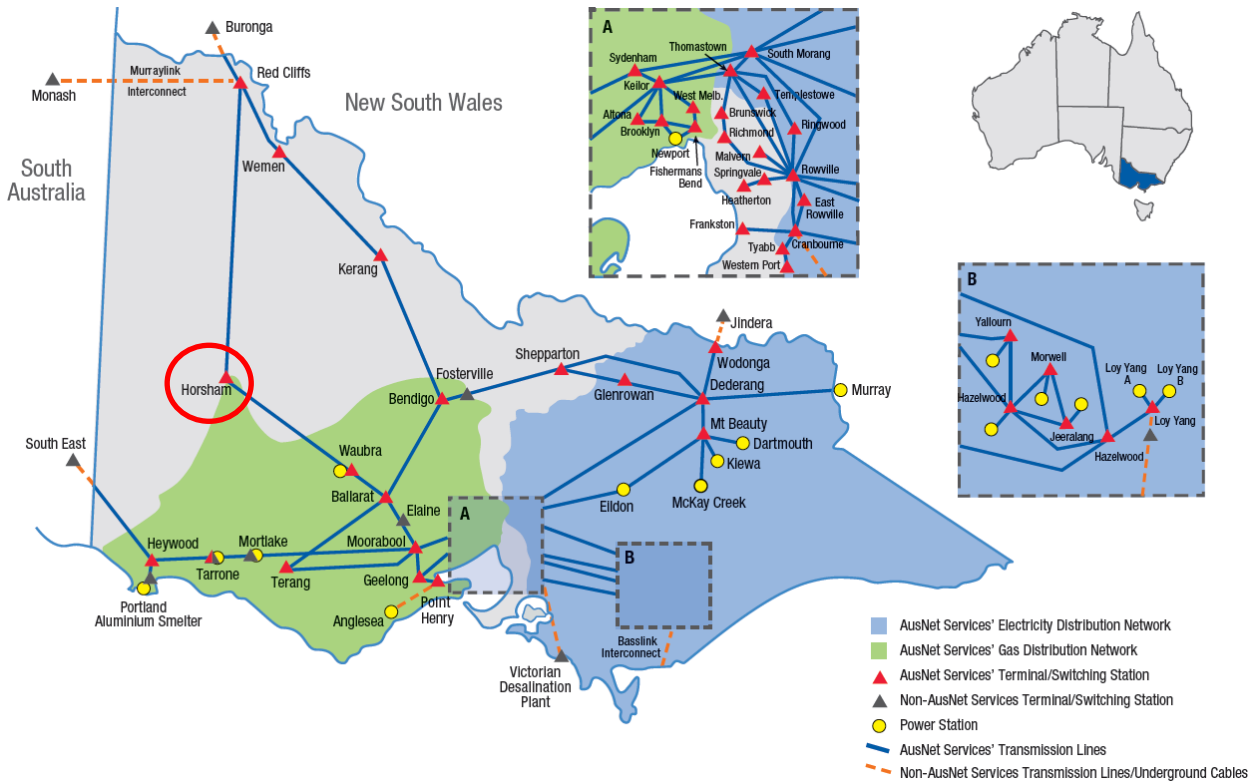 Buronga
Red Cliffs
Murraylink
Interconnect
Monash
New South Wales
South
Australia
Wemen
Kerang
Horsham
South East
Bendigo
Fosterville
Shepparton
Glenrowan
Jindera
Wodonga
Dederang
Murray
Mt Beauty
Dartmouth
Kiewa
McKay Creek
Eildon
Waubra
Ballarat
Elaine
Moorabool
Heywood
Tarrone
Mortlake
Terang
Geelong
Point
Henry
Anglesea
Portland
Aluminium Smelter
A
B
Basslink
Interconnect
Victorian
Desalination
Plant
A
Thomastown
South Morang
Sydenham
Keilor
West Melb.
Templestowe
Altona
Brooklyn
Brunswick
Ringwood
Richmond
Newport
Malvern
Fishermans
Bend
Springvale
Rowville
Heatherton
East
Rowville
Frankston
Cranbourne
Tyabb
Western Port
B
Yallourn
Morwell
Loy Yang
A
Loy Yang
B
Hazelwood
Jeeralang
Loy Yang
Hazelwood
AusNet Services' Electricity Distribution Network
AusNet Services' Gas Distribution Network
AusNet Services' Terminal/Switching Station
Non-AusNet Services Terminal/Switching Station
Power Station
AusNet Services' Transmission Lines
Non-AusNet Services Transmission Lines/Underground Cables